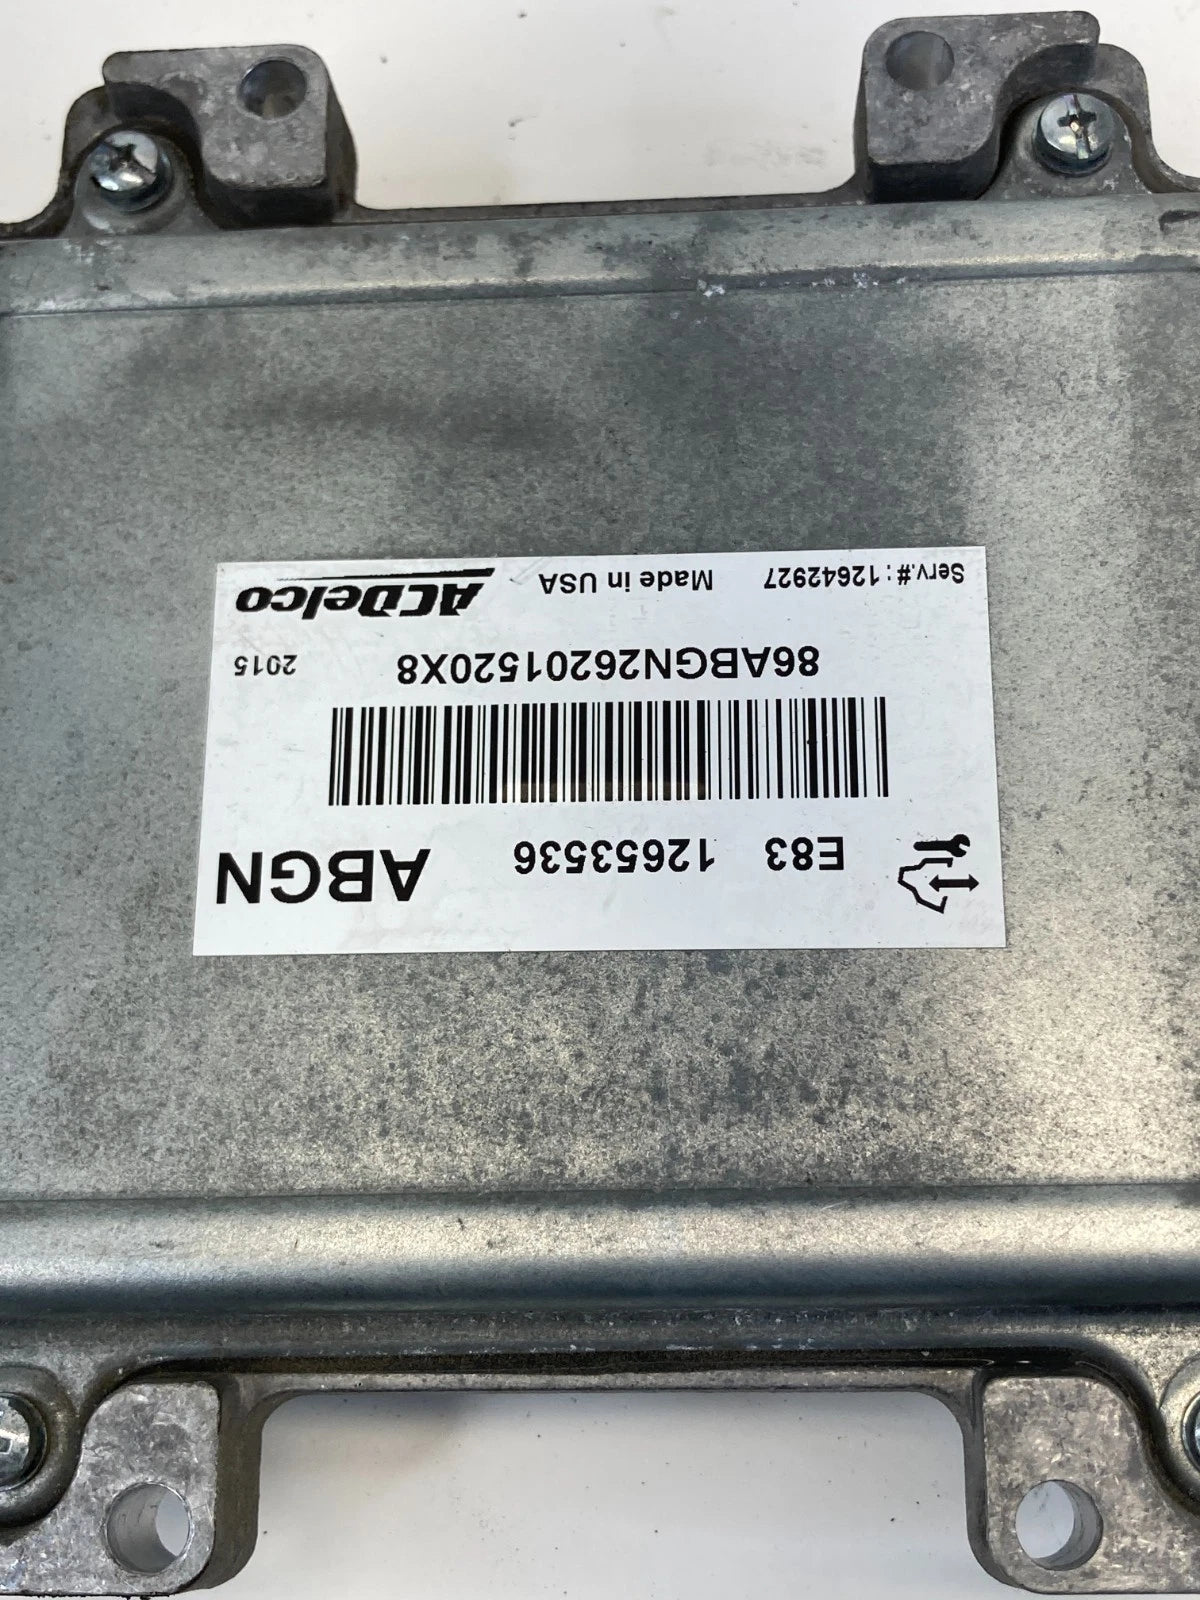 E83 12653536 ABGN
86ABGN26201520X8 2015
Serv.#:12642927 Made in USA ACDelco